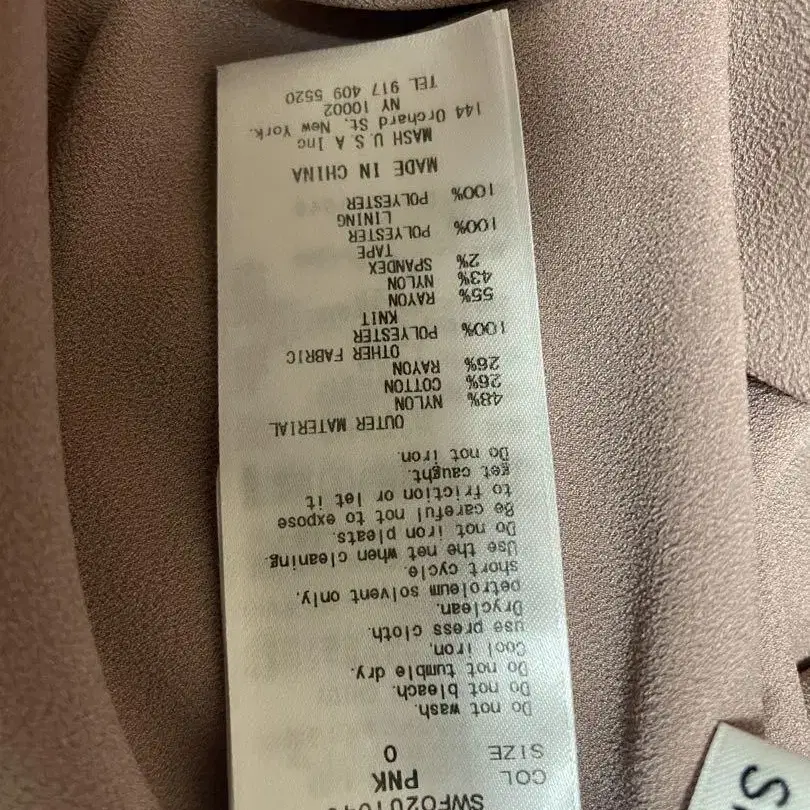 COL PNK
SIZE 0
Do not wash.
Do not bleach.
Do not tumble dry.
Cool iron,
use press cloth.
Dryclean.
petroleum solvent only.
short cycle.
Use the net when cleaning.
Do not iron pleats.
Be careful not to expose
to friction or let it
get caught.
Do not iron.
OUTER MATERIAL
48% NYLON
26% COTTON
26% RAYON
OTHER FABRIC
100% POLYESTER
KNIT
55% RAYON
43% NYLON
2% SPANDEX
TAPE
100% POLYESTER
LINING
100% POLYESTER
MADE IN CHINA
MASH U.S.A Inc
144 Orchard St. New York.
NY 10002
TEL 917 409 5520
S